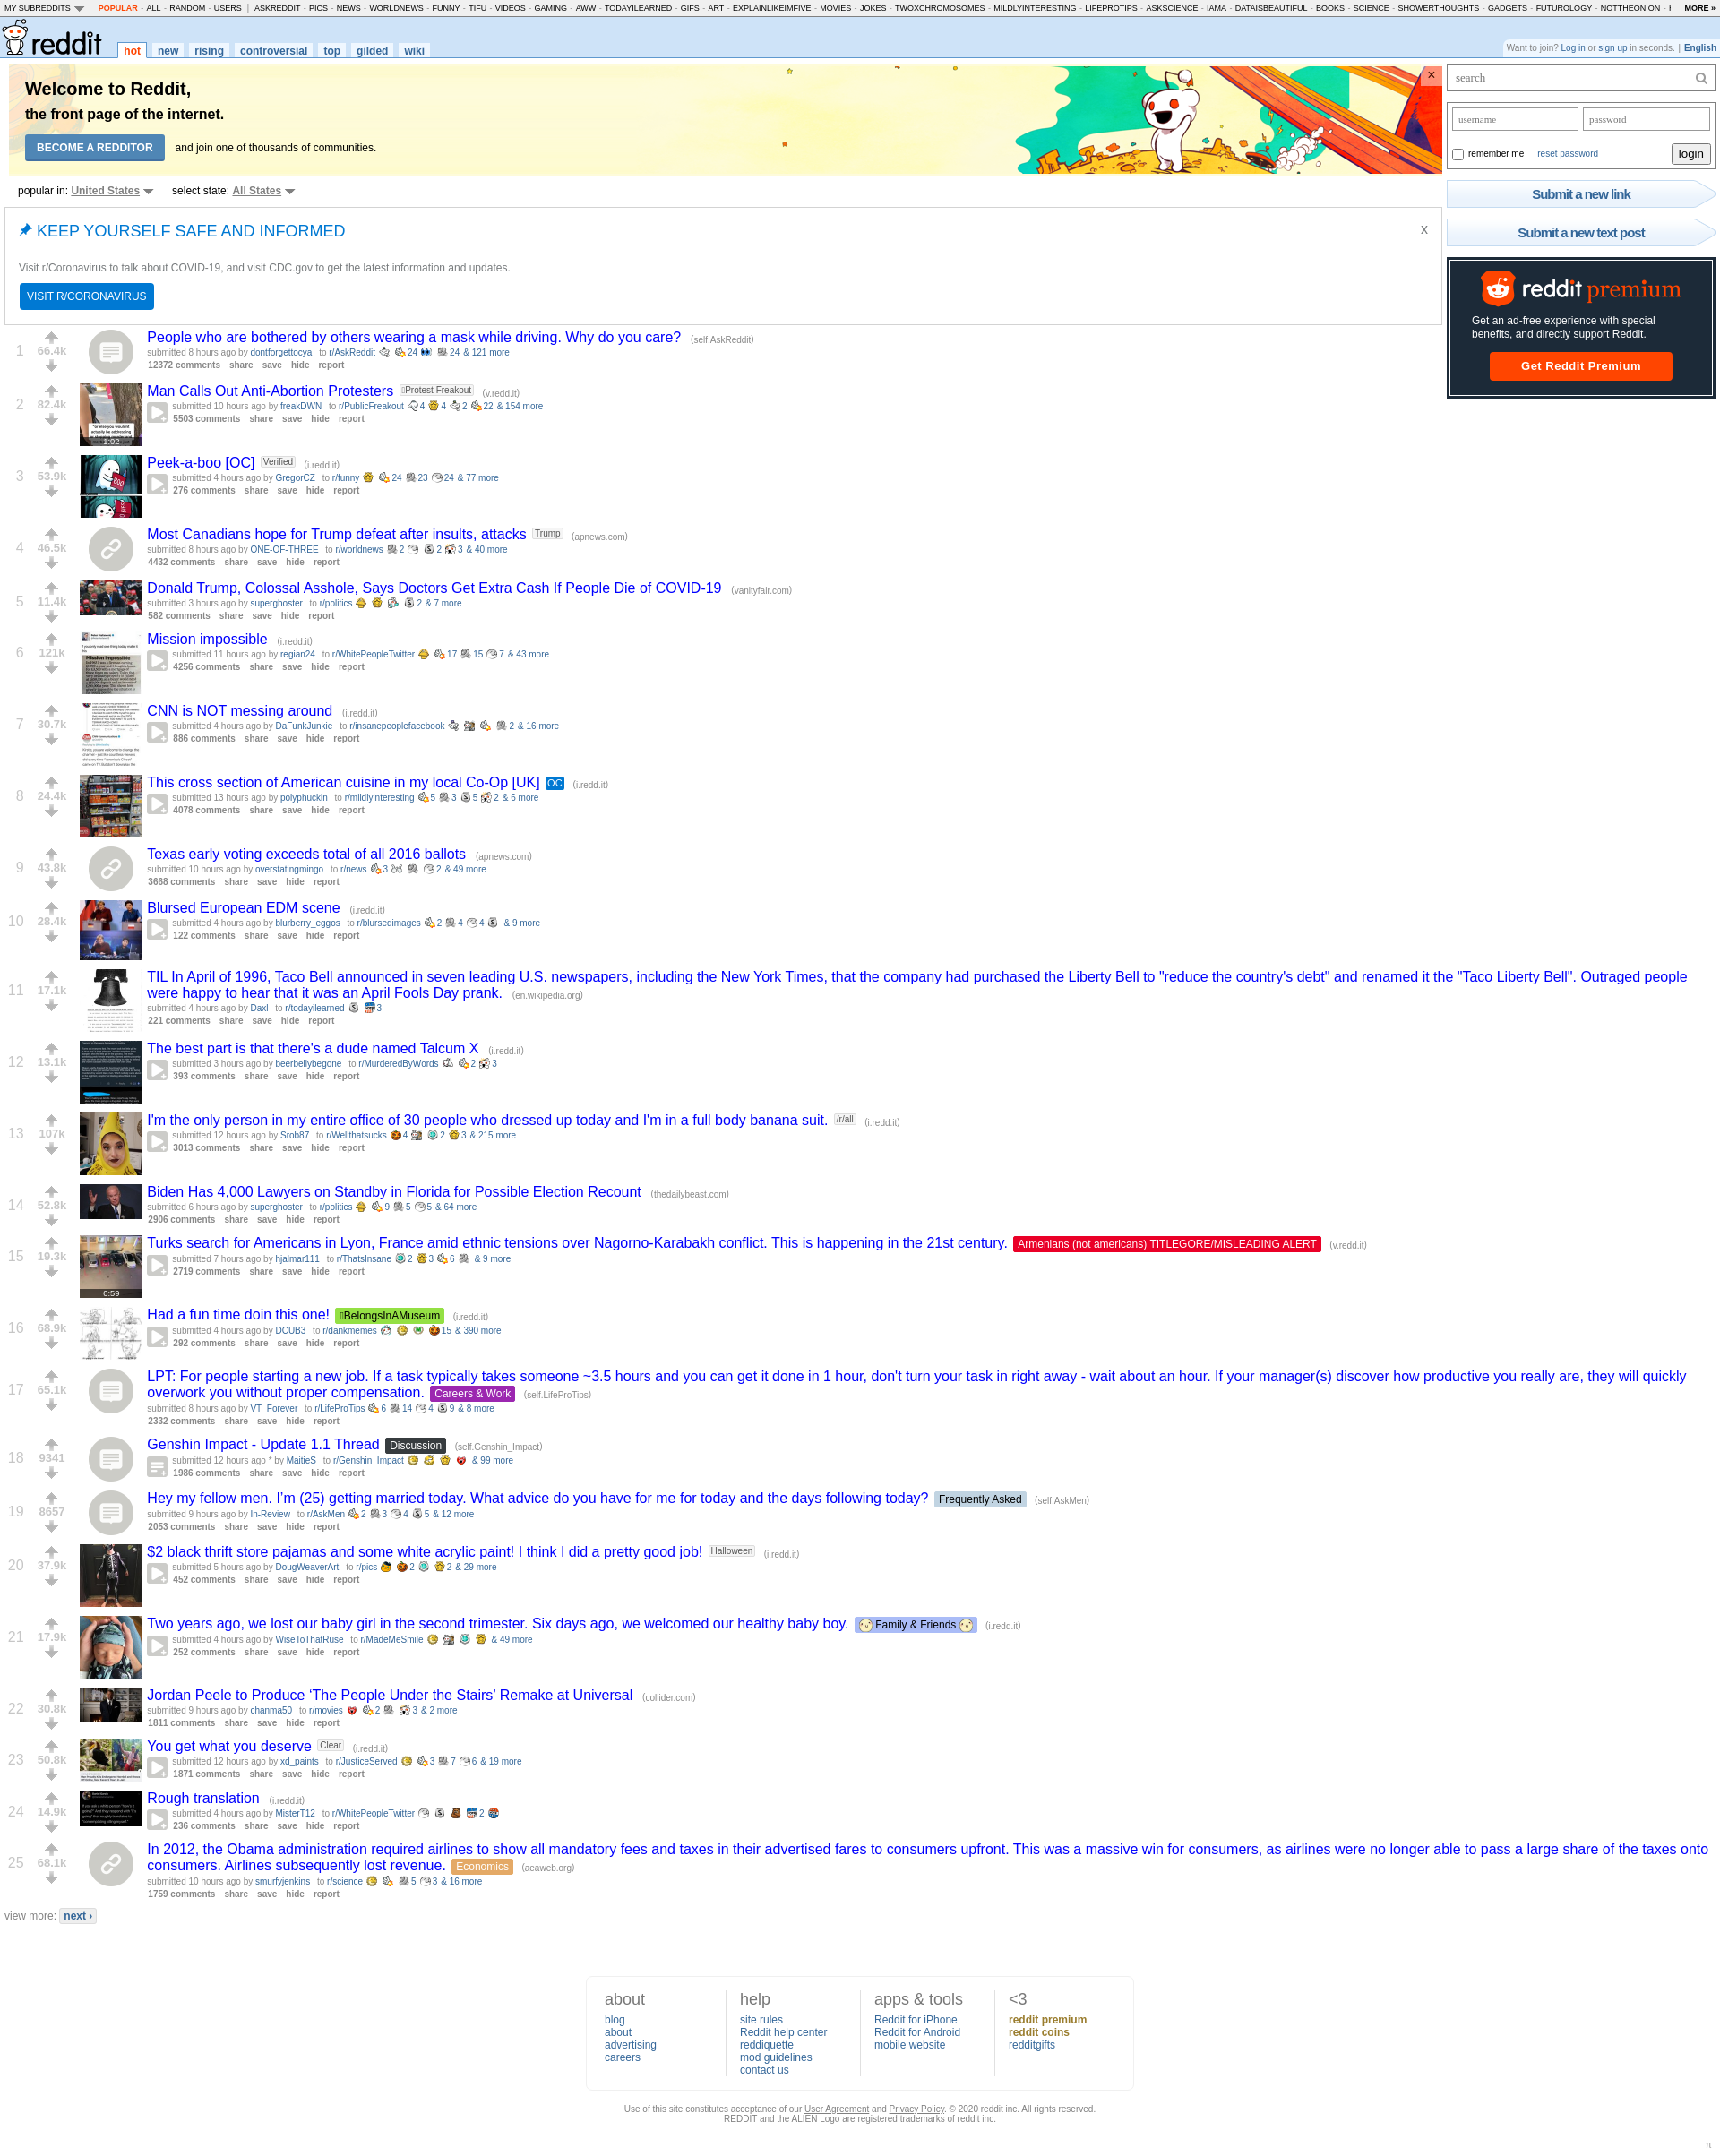 MY SUBREDDITS POPULAR - ALL - RANDOM - USERS | ASKREDDIT - PICS - NEWS - WORLDNEWS - FUNNY - TIFU - VIDEOS - GAMING - AWW - TODAYILEARNED - GIFS - ART - EXPLAINLIKEIMFIVE - MOVIES - JOKES - TWOXCHROMOSOMES - MILDLYINTERESTING - LIFEPROTIPS - ASKSCIENCE - IAMA - DATAISBEAUTIFUL - BOOKS - SCIENCE - SHOWERTHOUGHTS - GADGETS - FUTUROLOGY - NOTTHEONION - MORE »
reddit hot new rising controversial top gilded wiki
Want to join? Log in or sign up in seconds. | English
Welcome to Reddit,
the front page of the internet.
BECOME A REDDITOR and join one of thousands of communities.
search
username password
remember me reset password login
Submit a new link
Submit a new text post
reddit premium
Get an ad-free experience with special
benefits, and directly support Reddit.
Get Reddit Premium
popular in: United States select state: All States
KEEP YOURSELF SAFE AND INFORMED X
Visit r/Coronavirus to talk about COVID-19, and visit CDC.gov to get the latest information and updates.
VISIT R/CORONAVIRUS
1 66.4k People who are bothered by others wearing a mask while driving. Why do you care? (self.AskReddit)
submitted 8 hours ago by dontforgettocya to r/AskReddit 24 24 & 121 more
12372 comments share save hide report
2 82.4k Man Calls Out Anti-Abortion Protesters Protest Freakout (v.redd.it)
submitted 10 hours ago by freakDWN to r/PublicFreakout 4 4 2 22 & 154 more
5503 comments share save hide report
3 53.9k Peek-a-boo [OC] Verified (i.redd.it)
submitted 4 hours ago by GregorCZ to r/funny 24 23 24 & 77 more
276 comments share save hide report
4 46.5k Most Canadians hope for Trump defeat after insults, attacks Trump (apnews.com)
submitted 8 hours ago by ONE-OF-THREE to r/worldnews 2 2 3 & 40 more
4432 comments share save hide report
5 11.4k Donald Trump, Colossal Asshole, Says Doctors Get Extra Cash If People Die of COVID-19 (vanityfair.com)
submitted 3 hours ago by superghoster to r/politics 2 & 7 more
582 comments share save hide report
6 121k Mission impossible (i.redd.it)
submitted 11 hours ago by regian24 to r/WhitePeopleTwitter 17 15 7 & 43 more
4256 comments share save hide report
7 30.7k CNN is NOT messing around (i.redd.it)
submitted 4 hours ago by DaFunkJunkie to r/insanepeoplefacebook 2 & 16 more
886 comments share save hide report
8 24.4k This cross section of American cuisine in my local Co-Op [UK] OC (i.redd.it)
submitted 13 hours ago by polyphuckin to r/mildlyinteresting 5 3 5 2 & 6 more
4078 comments share save hide report
9 43.8k Texas early voting exceeds total of all 2016 ballots (apnews.com)
submitted 10 hours ago by overstatingmingo to r/news 3 2 & 49 more
3668 comments share save hide report
10 28.4k Blursed European EDM scene (i.redd.it)
submitted 4 hours ago by blurberry_eggos to r/blursedimages 2 4 4 & 9 more
122 comments share save hide report
11 17.1k TIL In April of 1996, Taco Bell announced in seven leading U.S. newspapers, including the New York Times, that the company had purchased the Liberty Bell to "reduce the country's debt" and renamed it the "Taco Liberty Bell". Outraged people
were happy to hear that it was an April Fools Day prank. (en.wikipedia.org)
submitted 4 hours ago by Daxl to r/todayilearned 3
221 comments share save hide report
12 13.1k The best part is that there's a dude named Talcum X (i.redd.it)
submitted 3 hours ago by beerbellybegone to r/MurderedByWords 2 3
393 comments share save hide report
13 107k I'm the only person in my entire office of 30 people who dressed up today and I'm in a full body banana suit. /r/all (i.redd.it)
submitted 12 hours ago by Srob87 to r/Wellthatsucks 4 2 3 & 215 more
3013 comments share save hide report
14 52.8k Biden Has 4,000 Lawyers on Standby in Florida for Possible Election Recount (thedailybeast.com)
submitted 6 hours ago by superghoster to r/politics 9 5 5 & 64 more
2906 comments share save hide report
15 19.3k Turks search for Americans in Lyon, France amid ethnic tensions over Nagorno-Karabakh conflict. This is happening in the 21st century. Armenians (not americans) TITLEGORE/MISLEADING ALERT (v.redd.it)
submitted 7 hours ago by hjalmar111 to r/ThatsInsane 2 3 6 & 9 more
2719 comments share save hide report
0:59
16 68.9k Had a fun time doin this one! BelongsInAMuseum (i.redd.it)
submitted 4 hours ago by DCUB3 to r/dankmemes 15 & 390 more
292 comments share save hide report
17 65.1k LPT: For people starting a new job. If a task typically takes someone ~3.5 hours and you can get it done in 1 hour, don't turn your task in right away - wait about an hour. If your manager(s) discover how productive you really are, they will quickly
overwork you without proper compensation. Careers & Work (self.LifeProTips)
submitted 8 hours ago by VT_Forever to r/LifeProTips 6 14 4 9 & 8 more
2332 comments share save hide report
18 9341 Genshin Impact - Update 1.1 Thread Discussion (self.Genshin_Impact)
submitted 12 hours ago * by MaitieS to r/Genshin_Impact & 99 more
1986 comments share save hide report
19 8657 Hey my fellow men. I'm (25) getting married today. What advice do you have for me for today and the days following today? Frequently Asked (self.AskMen)
submitted 9 hours ago by In-Review to r/AskMen 2 3 4 5 & 12 more
2053 comments share save hide report
20 37.9k $2 black thrift store pajamas and some white acrylic paint! I think I did a pretty good job! Halloween (i.redd.it)
submitted 5 hours ago by DougWeaverArt to r/pics 2 2 & 29 more
452 comments share save hide report
21 17.9k Two years ago, we lost our baby girl in the second trimester. Six days ago, we welcomed our healthy baby boy. Family & Friends (i.redd.it)
submitted 4 hours ago by WiseToThatRuse to r/MadeMeSmile & 49 more
252 comments share save hide report
22 30.8k Jordan Peele to Produce ‘The People Under the Stairs’ Remake at Universal (collider.com)
submitted 9 hours ago by chanma50 to r/movies 2 3 & 2 more
1811 comments share save hide report
23 50.8k You get what you deserve Clear (i.redd.it)
submitted 12 hours ago by xd_paints to r/JusticeServed 3 7 6 & 19 more
1871 comments share save hide report
24 14.9k Rough translation (i.redd.it)
submitted 4 hours ago by MisterT12 to r/WhitePeopleTwitter 2
236 comments share save hide report
25 68.1k In 2012, the Obama administration required airlines to show all mandatory fees and taxes in their advertised fares to consumers upfront. This was a massive win for consumers, as airlines were no longer able to pass a large share of the taxes onto
consumers. Airlines subsequently lost revenue. Economics (aeaweb.org)
submitted 10 hours ago by smurfyjenkins to r/science 5 3 & 16 more
1759 comments share save hide report
view more: next ›
about help apps & tools <3
blog site rules Reddit for iPhone reddit premium
about Reddit help center Reddit for Android reddit coins
advertising reddiquette mobile website redditgifts
careers mod guidelines
contact us
Use of this site constitutes acceptance of our User Agreement and Privacy Policy. © 2020 reddit inc. All rights reserved.
REDDIT and the ALIEN Logo are registered trademarks of reddit inc.
π